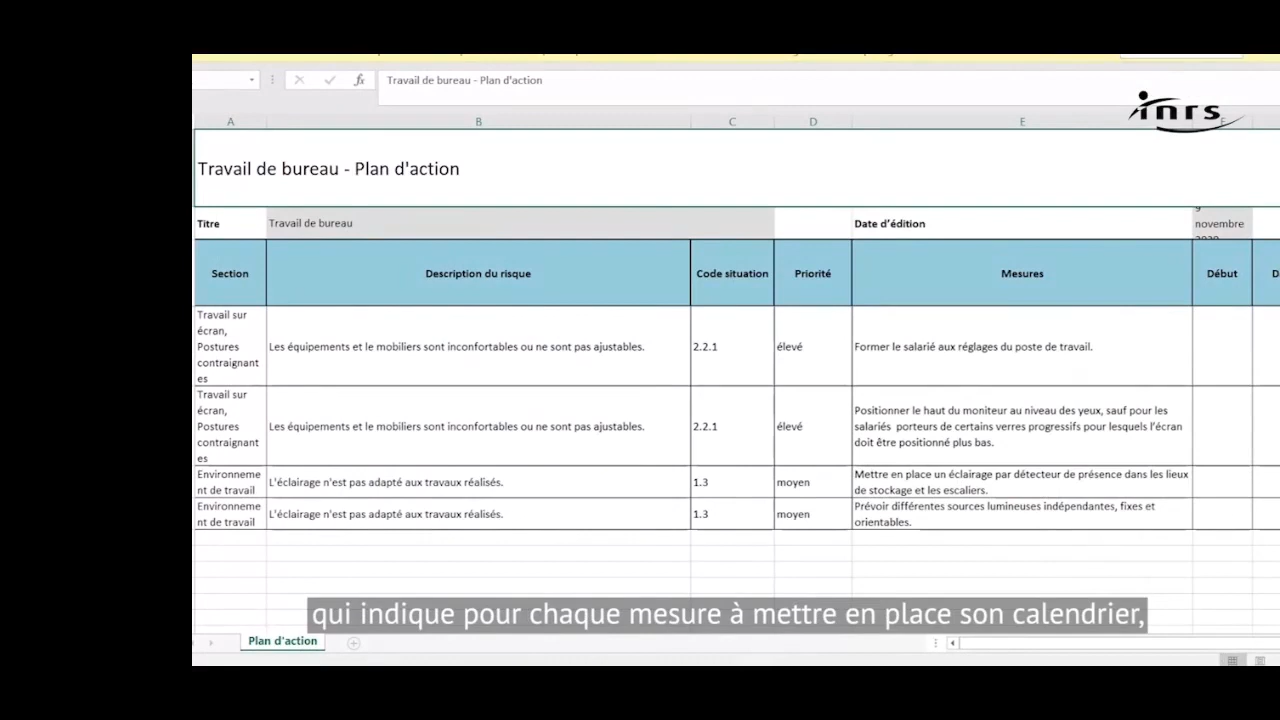 Travail de bureau - Plan d'action
inrs
A B C D E F
Travail de bureau - Plan d'action
Titre Travail de bureau Date d’édition 9
novembre
2020
Section Description du risque Code situation Priorité Mesures Début
Travail sur
écran,
Postures
contraignant
es
Les équipements et le mobiliers sont inconfortables ou ne sont pas ajustables. 2.2.1 élevé Former le salarié aux réglages du poste de travail.
Travail sur
écran,
Postures
contraignant
es
Les équipements et le mobiliers sont inconfortables ou ne sont pas ajustables. 2.2.1 élevé
Positionner le haut du moniteur au niveau des yeux, sauf pour les
salariés porteurs de certains verres progressifs pour lesquels l’écran
doit être positionné plus bas.
Environneme
nt de travail
L'éclairage n'est pas adapté aux travaux réalisés. 1.3 moyen
Mettre en place un éclairage par détecteur de présence dans les lieux
de stockage et les escaliers.
Environneme
nt de travail
L'éclairage n'est pas adapté aux travaux réalisés. 1.3 moyen
Prévoir différentes sources lumineuses indépendantes, fixes et
orientables.
qui indique pour chaque mesure à mettre en place son calendrier,
Plan d'action